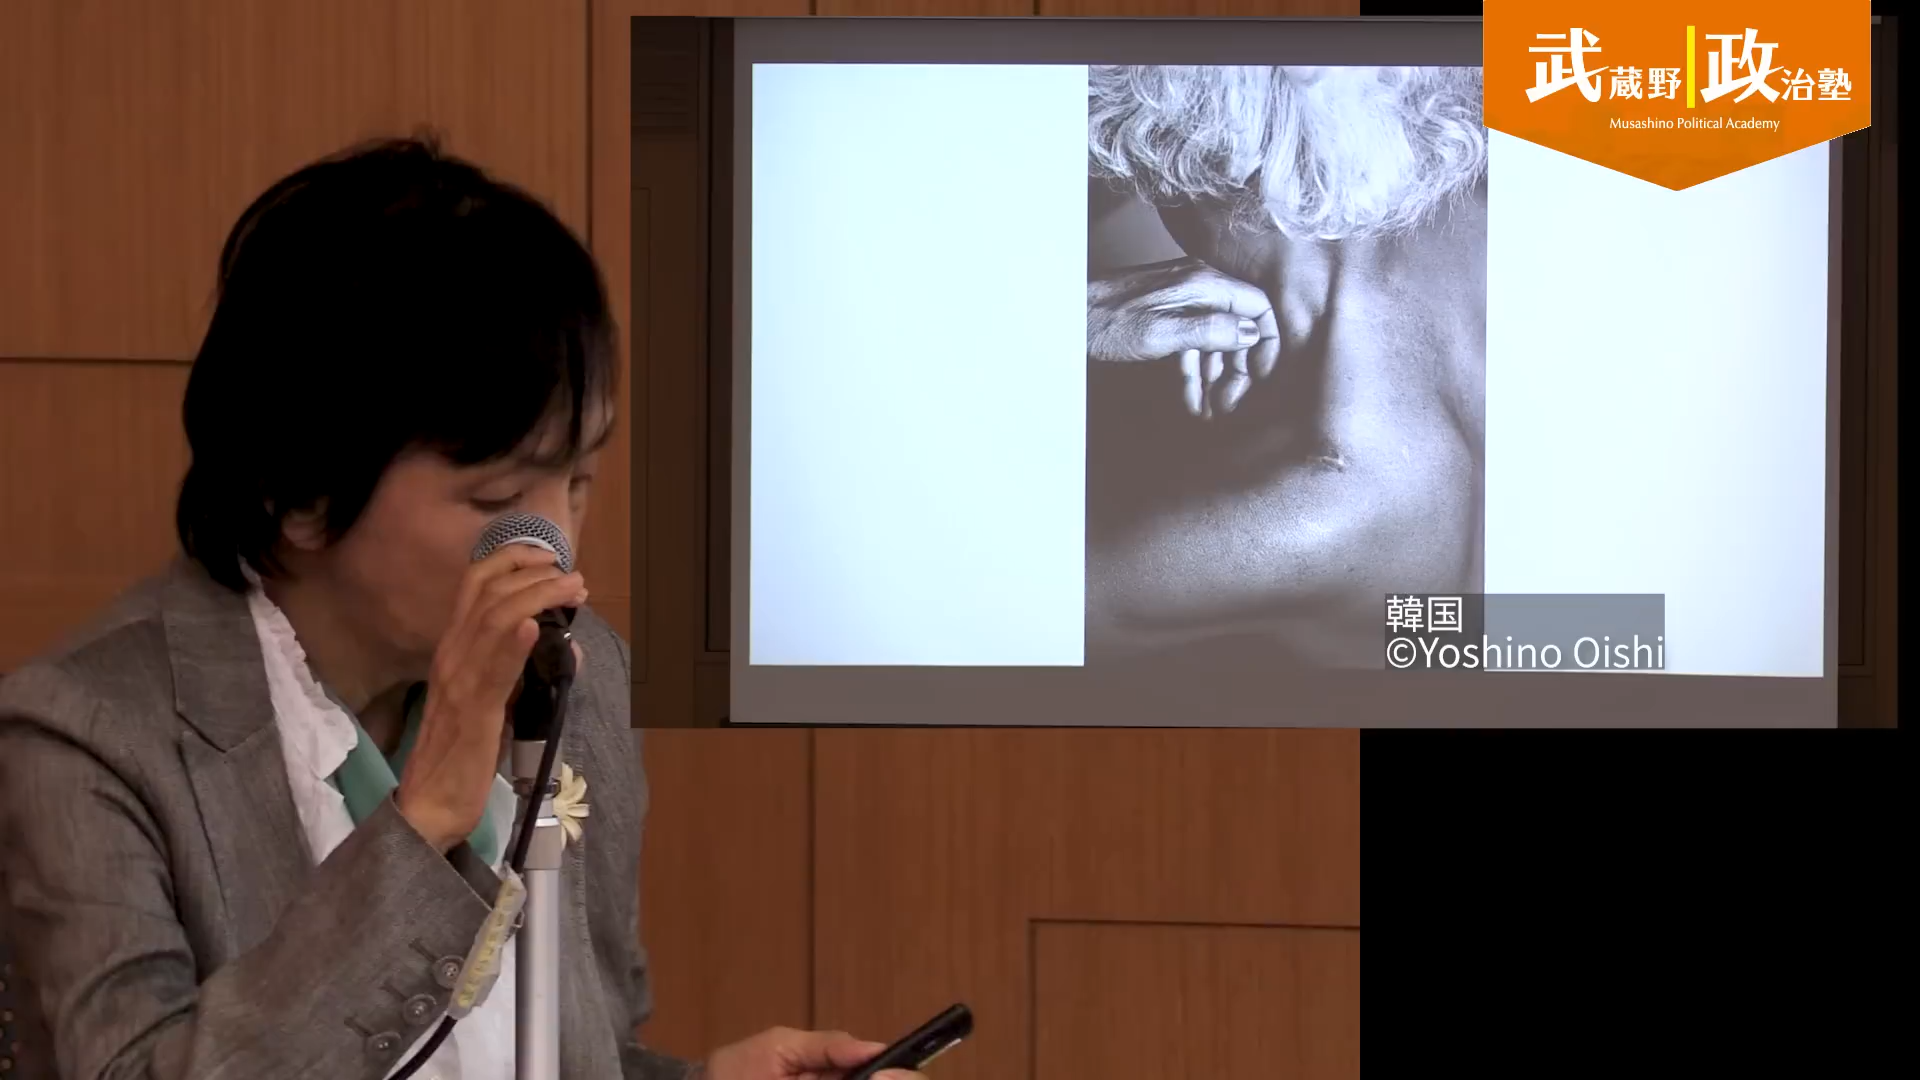 武蔵野政治塾
Musashino Political Academy
韓国
©Yoshino Oishi